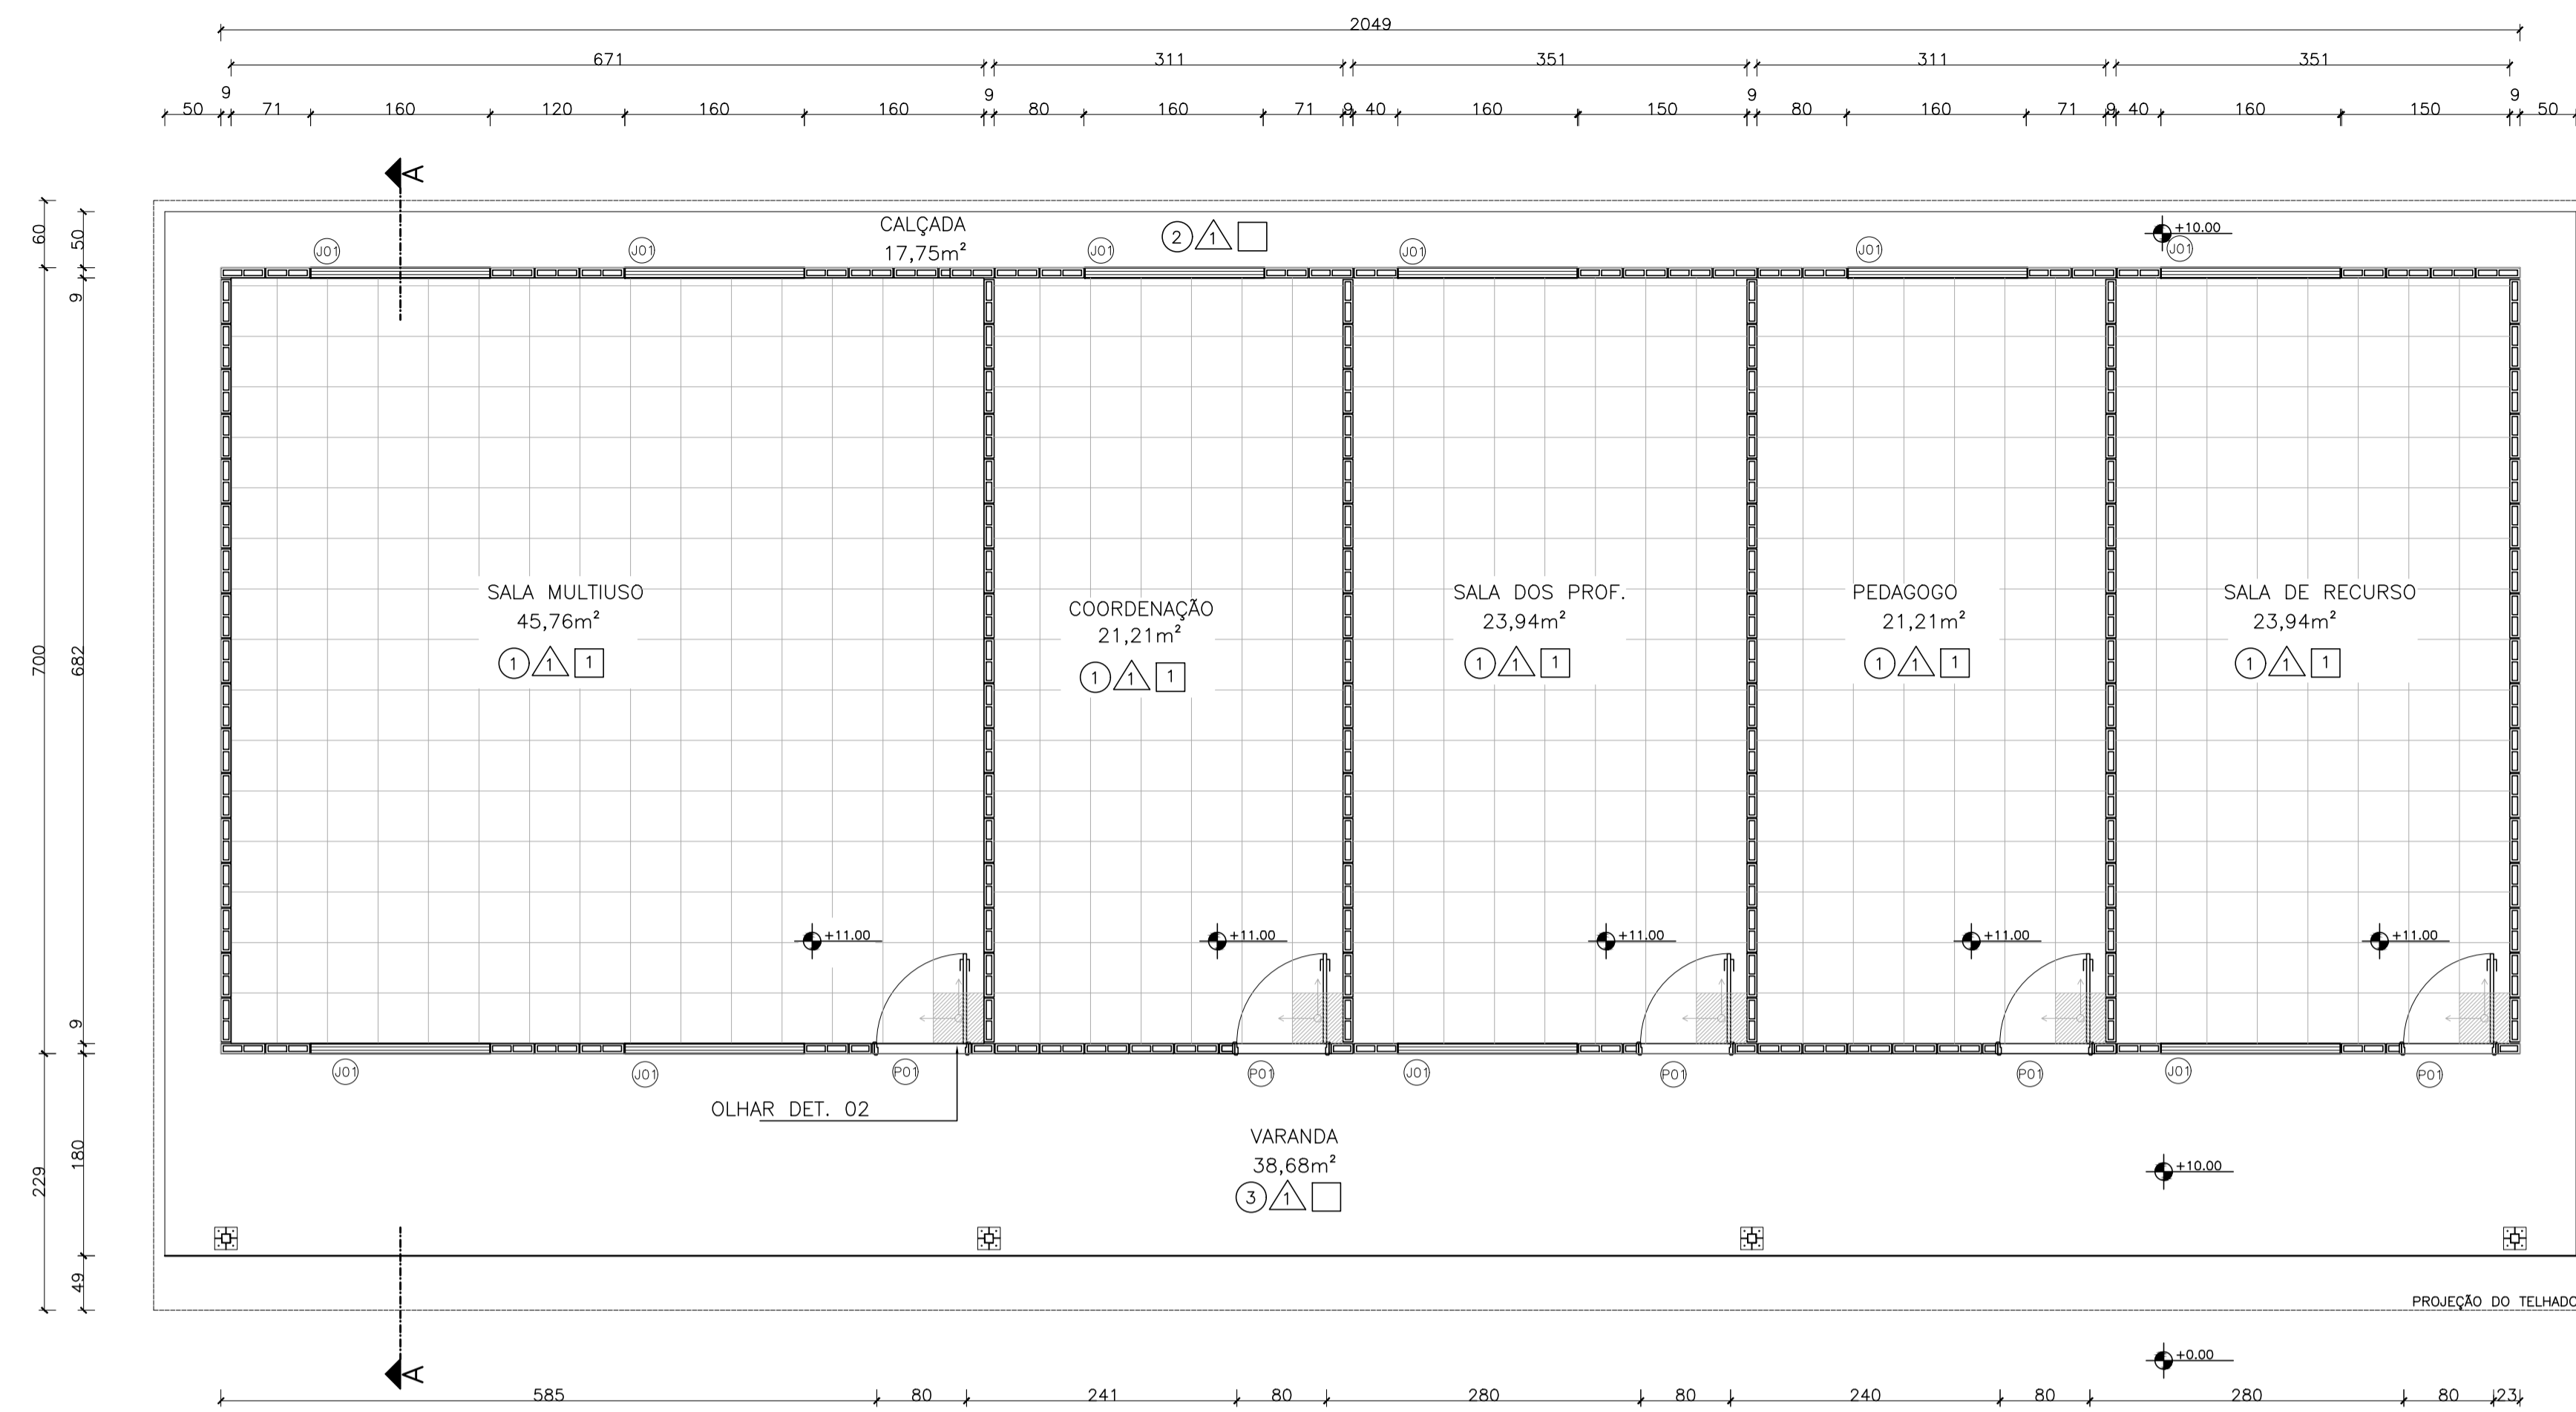 2049
671 311 351 311 351
9 9 9 9
50 71 160 120 160 160 80 160 71 9 40 160 150 80 160 71 9 40 160 150 50
A
60 50
CALÇADA
17,75m²
2 1
+10.00
J01 J01 J01 J01 J01 J01
9
700 682
SALA MULTIUSO
45,76m²
1 1 1
COORDENAÇÃO
21,21m²
1 1 1
SALA DOS PROF.
23,94m²
1 1 1
PEDAGOGO
21,21m²
1 1 1
SALA DE RECURSO
23,94m²
1 1 1
+11.00 +11.00 +11.00 +11.00 +11.00
9
J01 J01 P01 P01 J01 P01 P01 J01 P01
OLHAR DET. 02
229 180
VARANDA
38,68m²
3 1
+10.00
49
PROJEÇÃO DO TELHADO
A
+0.00
585 80 241 80 280 80 240 80 280 80 23